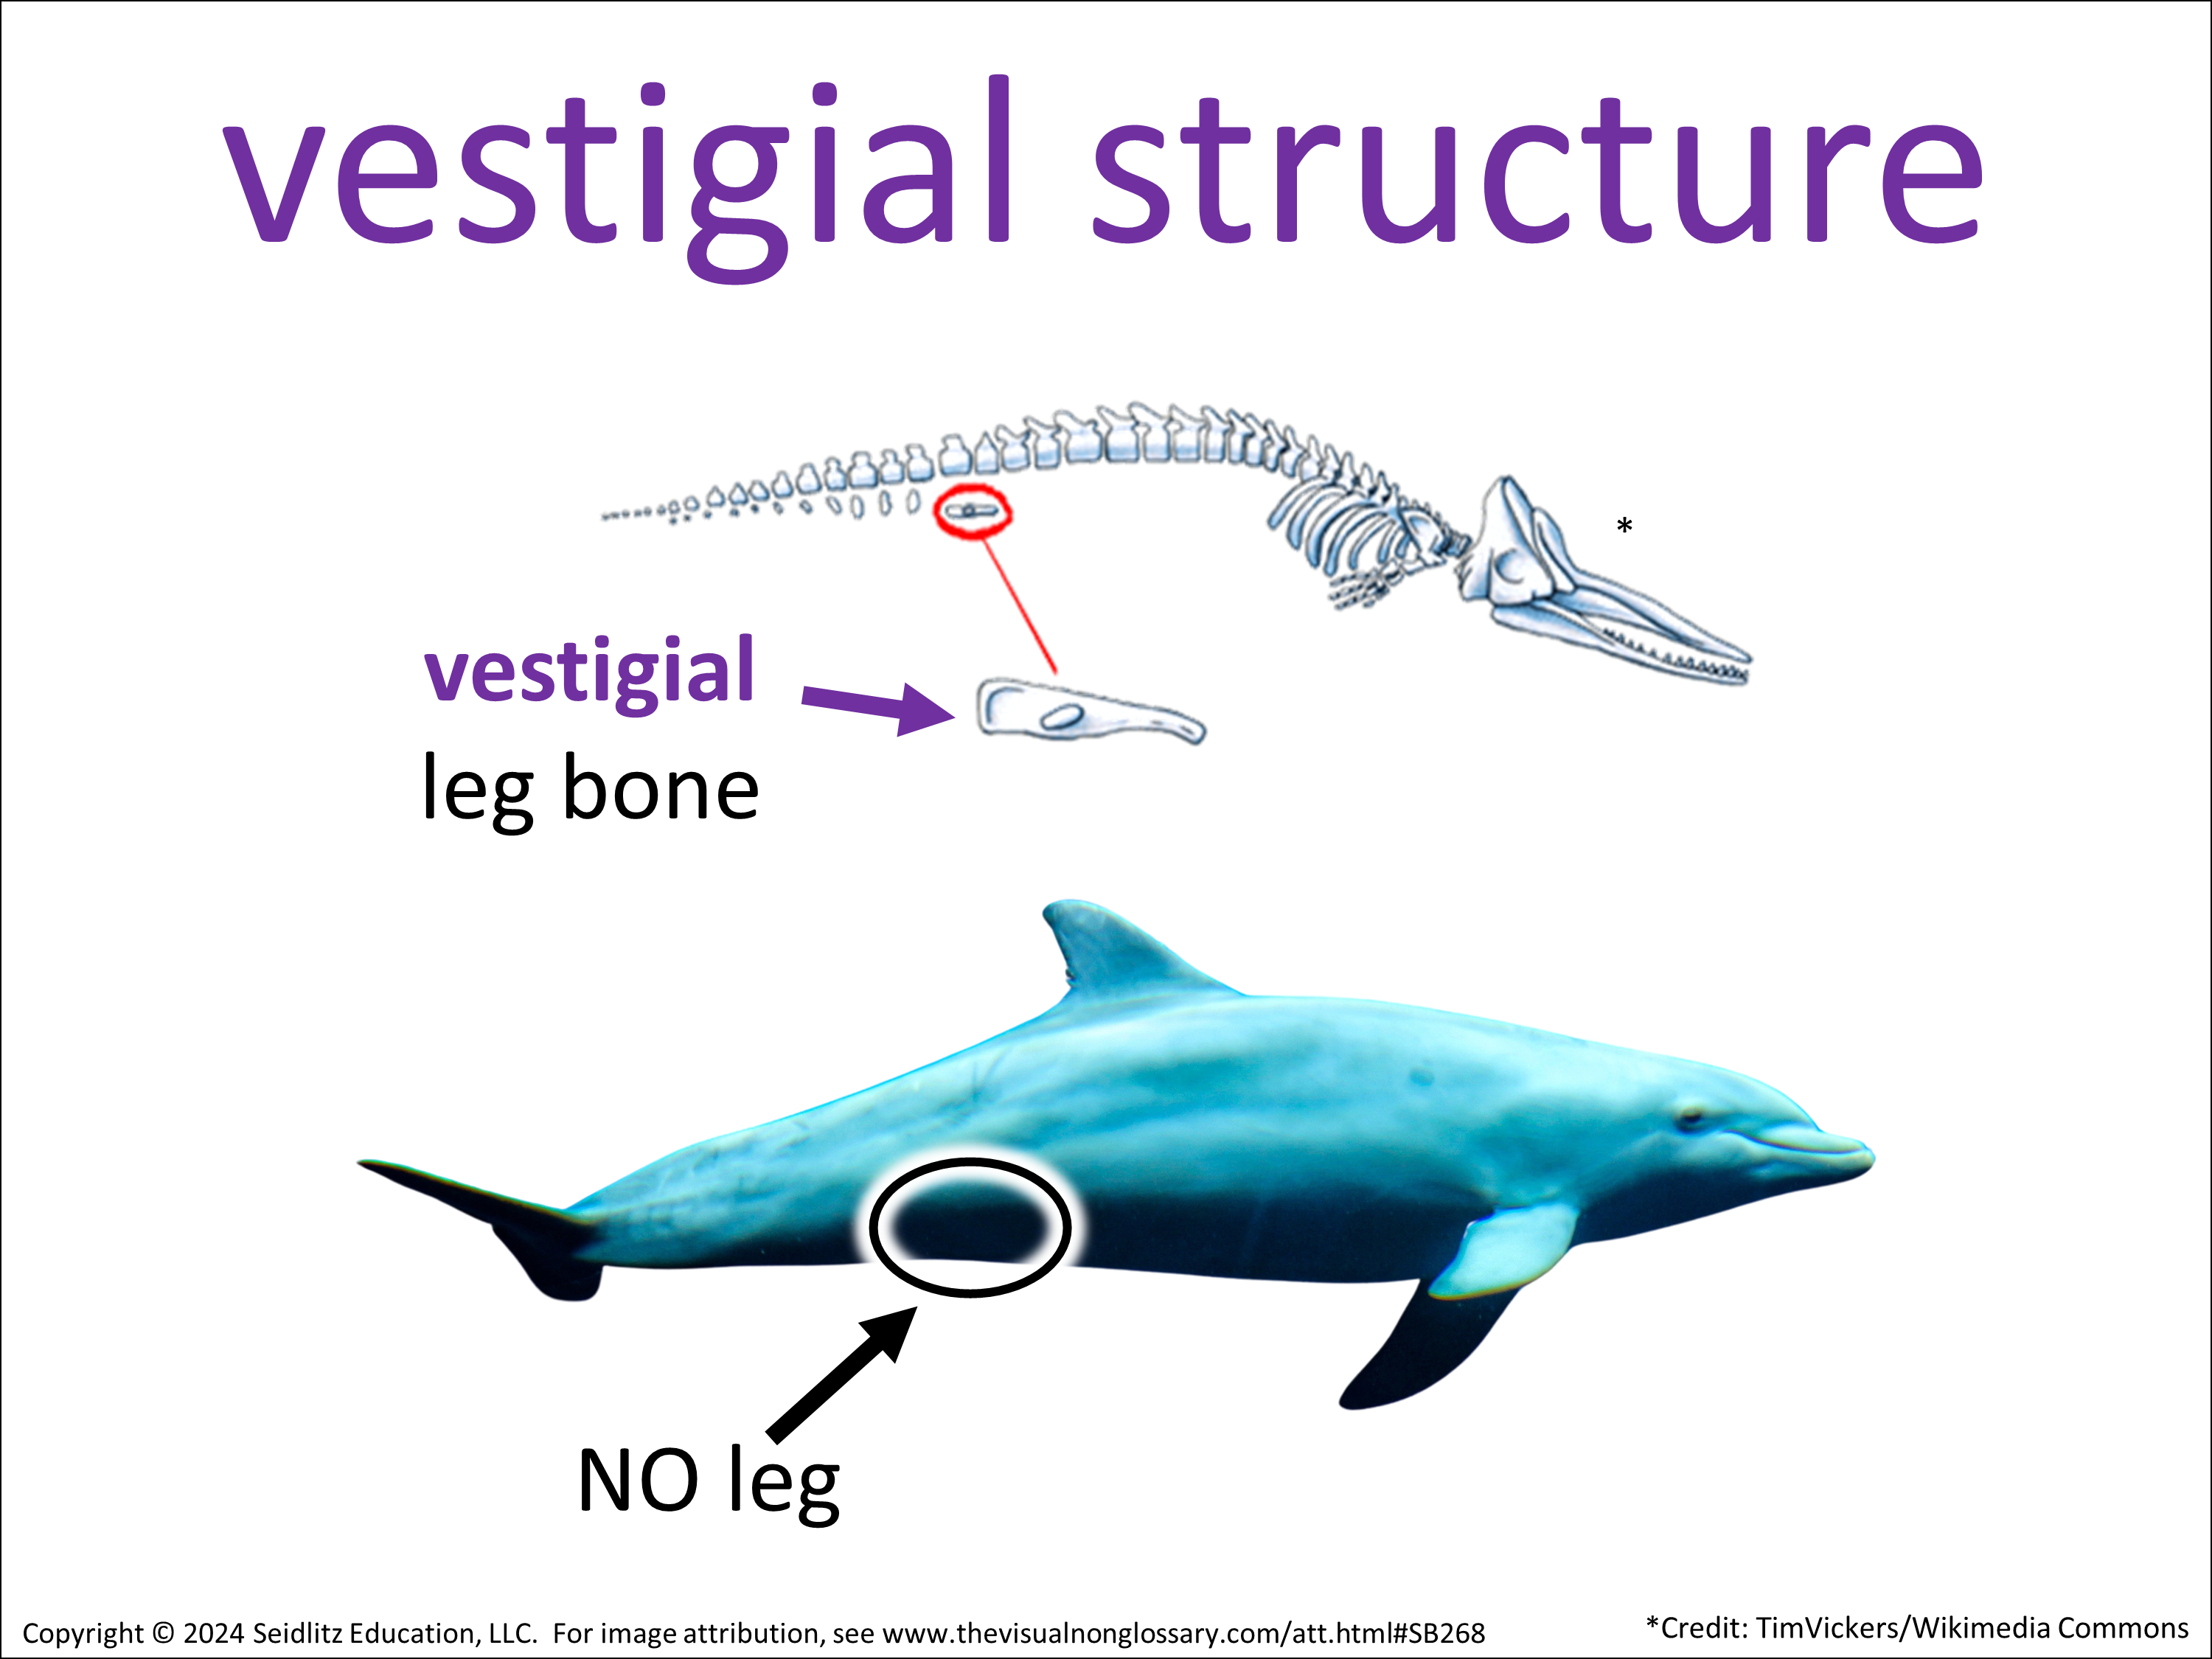 vestigial structure
*
vestigial
leg bone
NO leg
Copyright © 2024 Seidlitz Education, LLC.  For image attribution, see www.thevisualnonglossary.com/att.html#SB268
*Credit: TimVickers/Wikimedia Commons